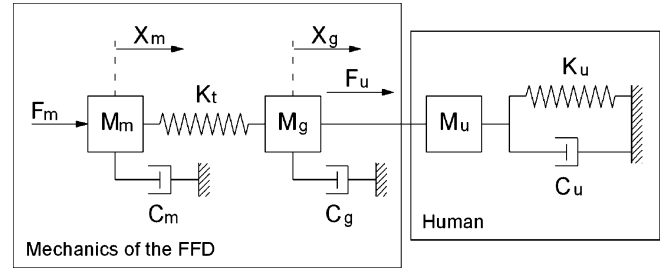 Xm
Xg
Fu
Fm
Mm
Kt
Mg
Mu
Ku
Cm
Cg
Cu
Mechanics of the FFD
Human